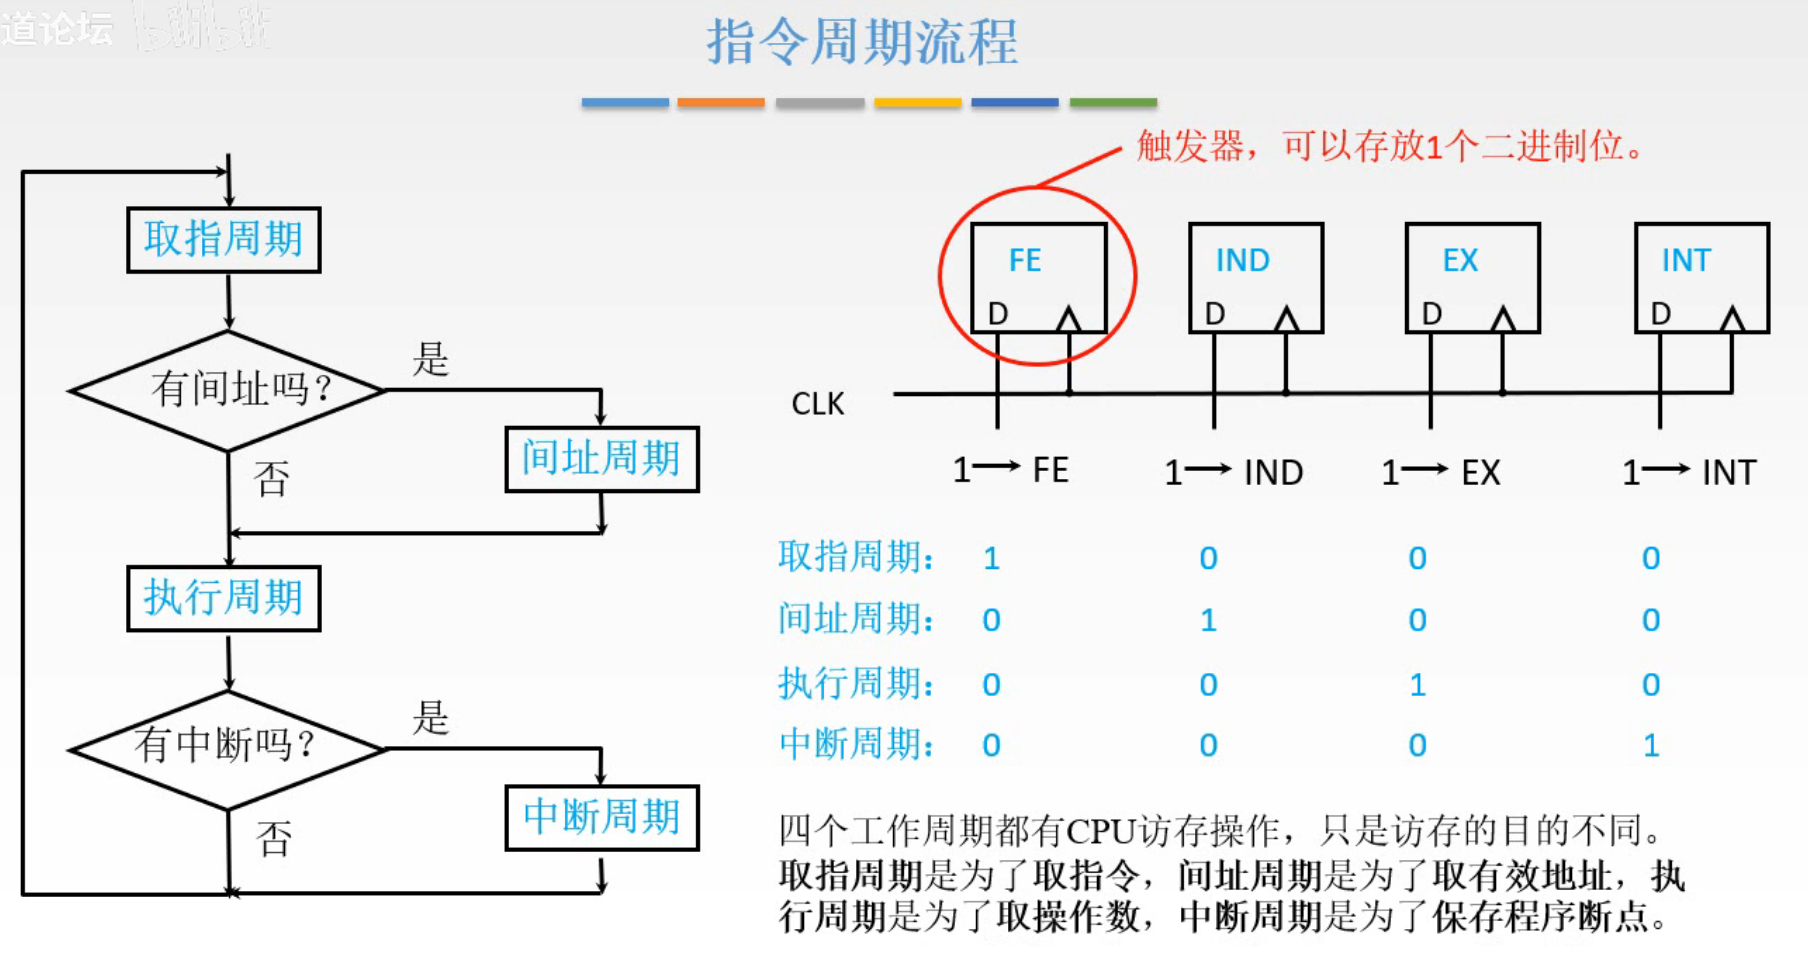 道论坛 bilibili
指令周期流程
触发器，可以存放1个二进制位。
取指周期
有间址吗？
是
否
间址周期
执行周期
有中断吗？
是
否
中断周期
FE IND EX INT
D D D D
CLK
1→ FE 1→ IND 1→ EX 1→ INT
取指周期： 1 0 0 0
间址周期： 0 1 0 0
执行周期： 0 0 1 0
中断周期： 0 0 0 1
四个工作周期都有CPU访存操作，只是访存的目的不同。
取指周期是为了取指令，间址周期是为了取有效地址，执
行周期是为了取操作数，中断周期是为了保存程序断点。